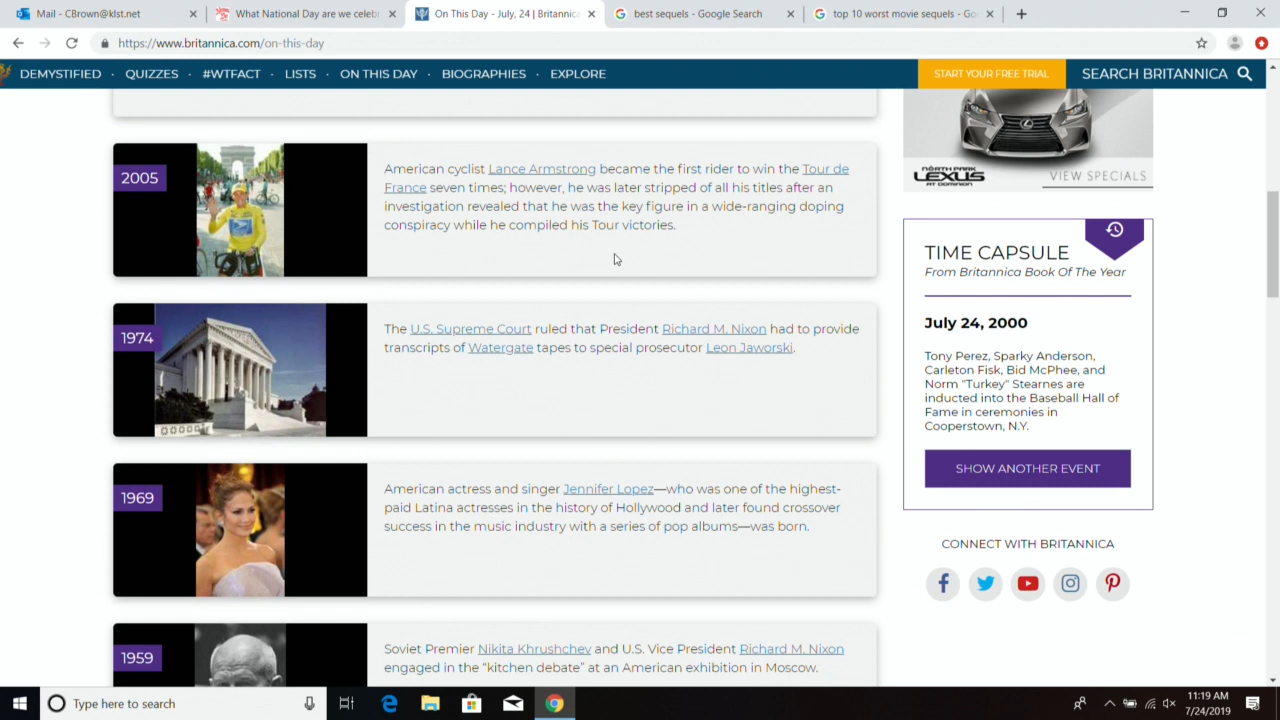 Mail - CBrown@klst.net
What National Day are we celeb
On This Day - July, 24 | Britannica
best sequels - Google Search
top 10 worst movie sequels - Go
https://www.britannica.com/on-this-day
DEMYSTIFIED · QUIZZES · #WTFACT · LISTS · ON THIS DAY · BIOGRAPHIES · EXPLORE
START YOUR FREE TRIAL
SEARCH BRITANNICA
2005
American cyclist Lance Armstrong became the first rider to win the Tour de
France seven times; however, he was later stripped of all his titles after an
investigation revealed that he was the key figure in a wide-ranging doping
conspiracy while he compiled his Tour victories.
1974
The U.S. Supreme Court ruled that President Richard M. Nixon had to provide
transcripts of Watergate tapes to special prosecutor Leon Jaworski.
1969
American actress and singer Jennifer Lopez—who was one of the highest-
paid Latina actresses in the history of Hollywood and later found crossover
success in the music industry with a series of pop albums—was born.
1959
Soviet Premier Nikita Khrushchev and U.S. Vice President Richard M. Nixon
engaged in the “kitchen debate” at an American exhibition in Moscow.
NORTH PARK
LEXUS
AT DOMINION
VIEW SPECIALS
TIME CAPSULE
From Britannica Book Of The Year
July 24, 2000
Tony Perez, Sparky Anderson,
Carleton Fisk, Bid McPhee, and
Norm "Turkey" Stearnes are
inducted into the Baseball Hall of
Fame in ceremonies in
Cooperstown, N.Y.
SHOW ANOTHER EVENT
CONNECT WITH BRITANNICA
Type here to search
11:19 AM
7/24/2019